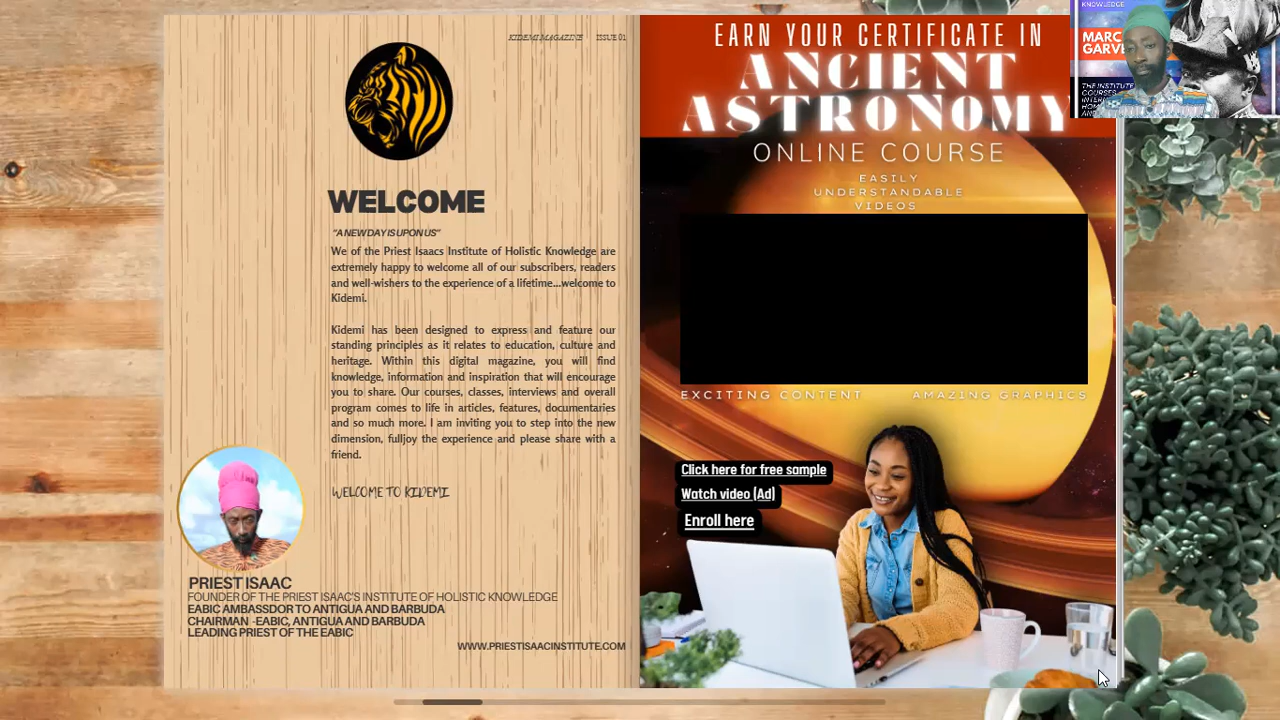 KIDEMI MAGAZINE ISSUE 01
WELCOME
"A NEW DAY IS UPON US"
We of the Priest Isaacs Institute of Holistic Knowledge are
extremely happy to welcome all of our subscribers, readers
and well-wishers to the experience of a lifetime...welcome to
Kidemi.
Kidemi has been designed to express and feature our
standing principles as it relates to education, culture and
heritage. Within this digital magazine, you will find
knowledge, information and inspiration that will encourage
you to share. Our courses, classes, interviews and overall
program comes to life in articles, features, documentaries
and so much more. I am inviting you to step into the new
dimension, fulljoy the experience and please share with a
friend.
WELCOME TO KIDEMI
PRIEST ISAAC
FOUNDER OF THE PRIEST ISAAC'S INSTITUTE OF HOLISTIC KNOWLEDGE
EABIC AMBASSDOR TO ANTIGUA AND BARBUDA
CHAIRMAN -EABIC, ANTIGUA AND BARBUDA
LEADING PRIEST OF THE EABIC
WWW.PRIESTISAACINSTITUTE.COM
EARN YOUR CERTIFICATE IN
ANCIENT
ASTRONOMY
ONLINE COURSE
EASILY
UNDERSTANDABLE
VIDEOS
EXCITING CONTENT AMAZING GRAPHICS
Click here for free sample
Watch video (Ad)
Enroll here
KNOWLEDGE
MARC
GARVE
THE INSTITUTE
COURSES